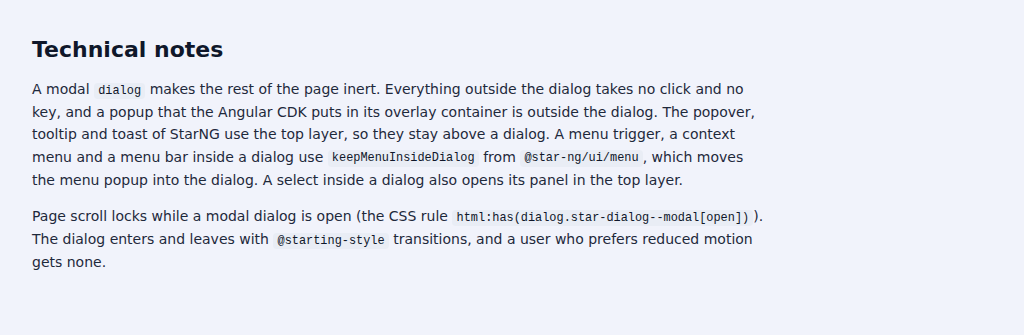 Technical notes
A modal dialog makes the rest of the page inert. Everything outside the dialog takes no click and no
key, and a popup that the Angular CDK puts in its overlay container is outside the dialog. The popover,
tooltip and toast of StarNG use the top layer, so they stay above a dialog. A menu trigger, a context
menu and a menu bar inside a dialog use keepMenuInsideDialog from @star-ng/ui/menu, which moves
the menu popup into the dialog. A select inside a dialog also opens its panel in the top layer.
Page scroll locks while a modal dialog is open (the CSS rule html:has(dialog.star-dialog--modal[open])).
The dialog enters and leaves with @starting-style transitions, and a user who prefers reduced motion
gets none.